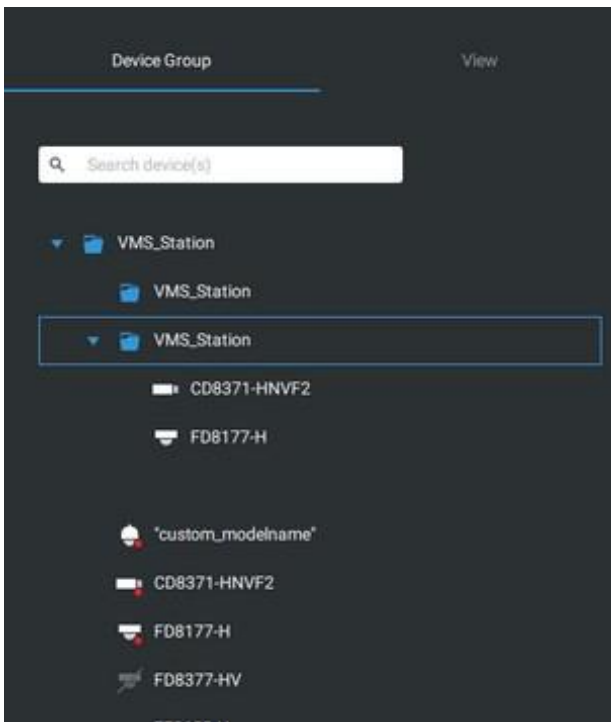 Device Group
View
Search device(s)
VMS_Station
VMS_Station
VMS_Station
CD8371-HNVF2
FD8177-H
"custom_modelname"
CD8371-HNVF2
FD8177-H
FD8377-HV